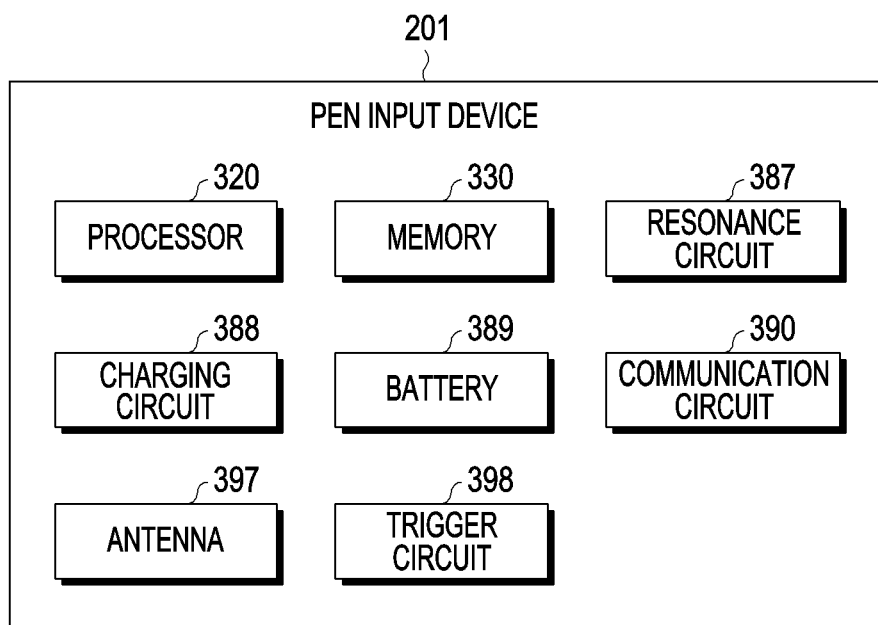 201
PEN INPUT DEVICE
320
330
387
PROCESSOR
MEMORY
RESONANCE
CIRCUIT
388
389
390
CHARGING
CIRCUIT
BATTERY
COMMUNICATION
CIRCUIT
397
398
ANTENNA
TRIGGER
CIRCUIT